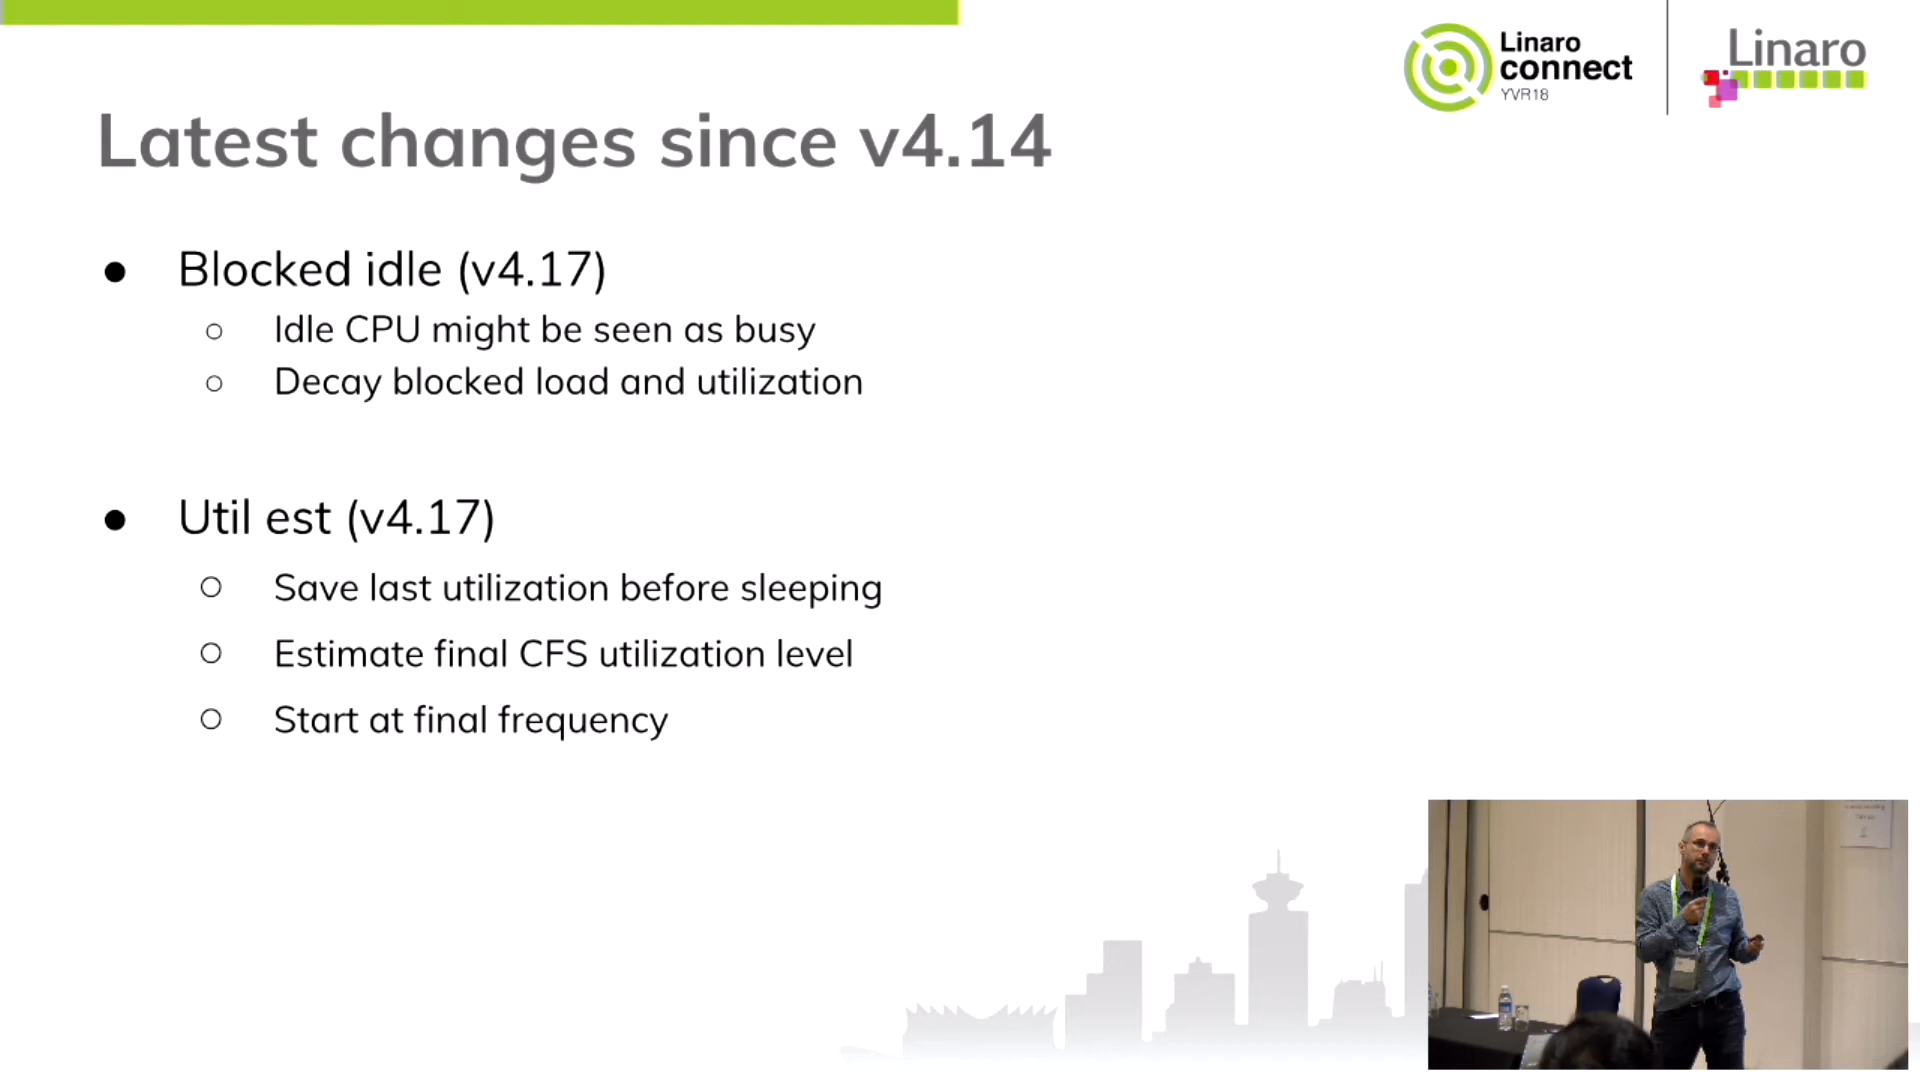 Linaro
connect
YVR18
Linaro
Latest changes since v4.14
● Blocked idle (v4.17)
○ Idle CPU might be seen as busy
○ Decay blocked load and utilization
● Util est (v4.17)
○ Save last utilization before sleeping
○ Estimate final CFS utilization level
○ Start at final frequency